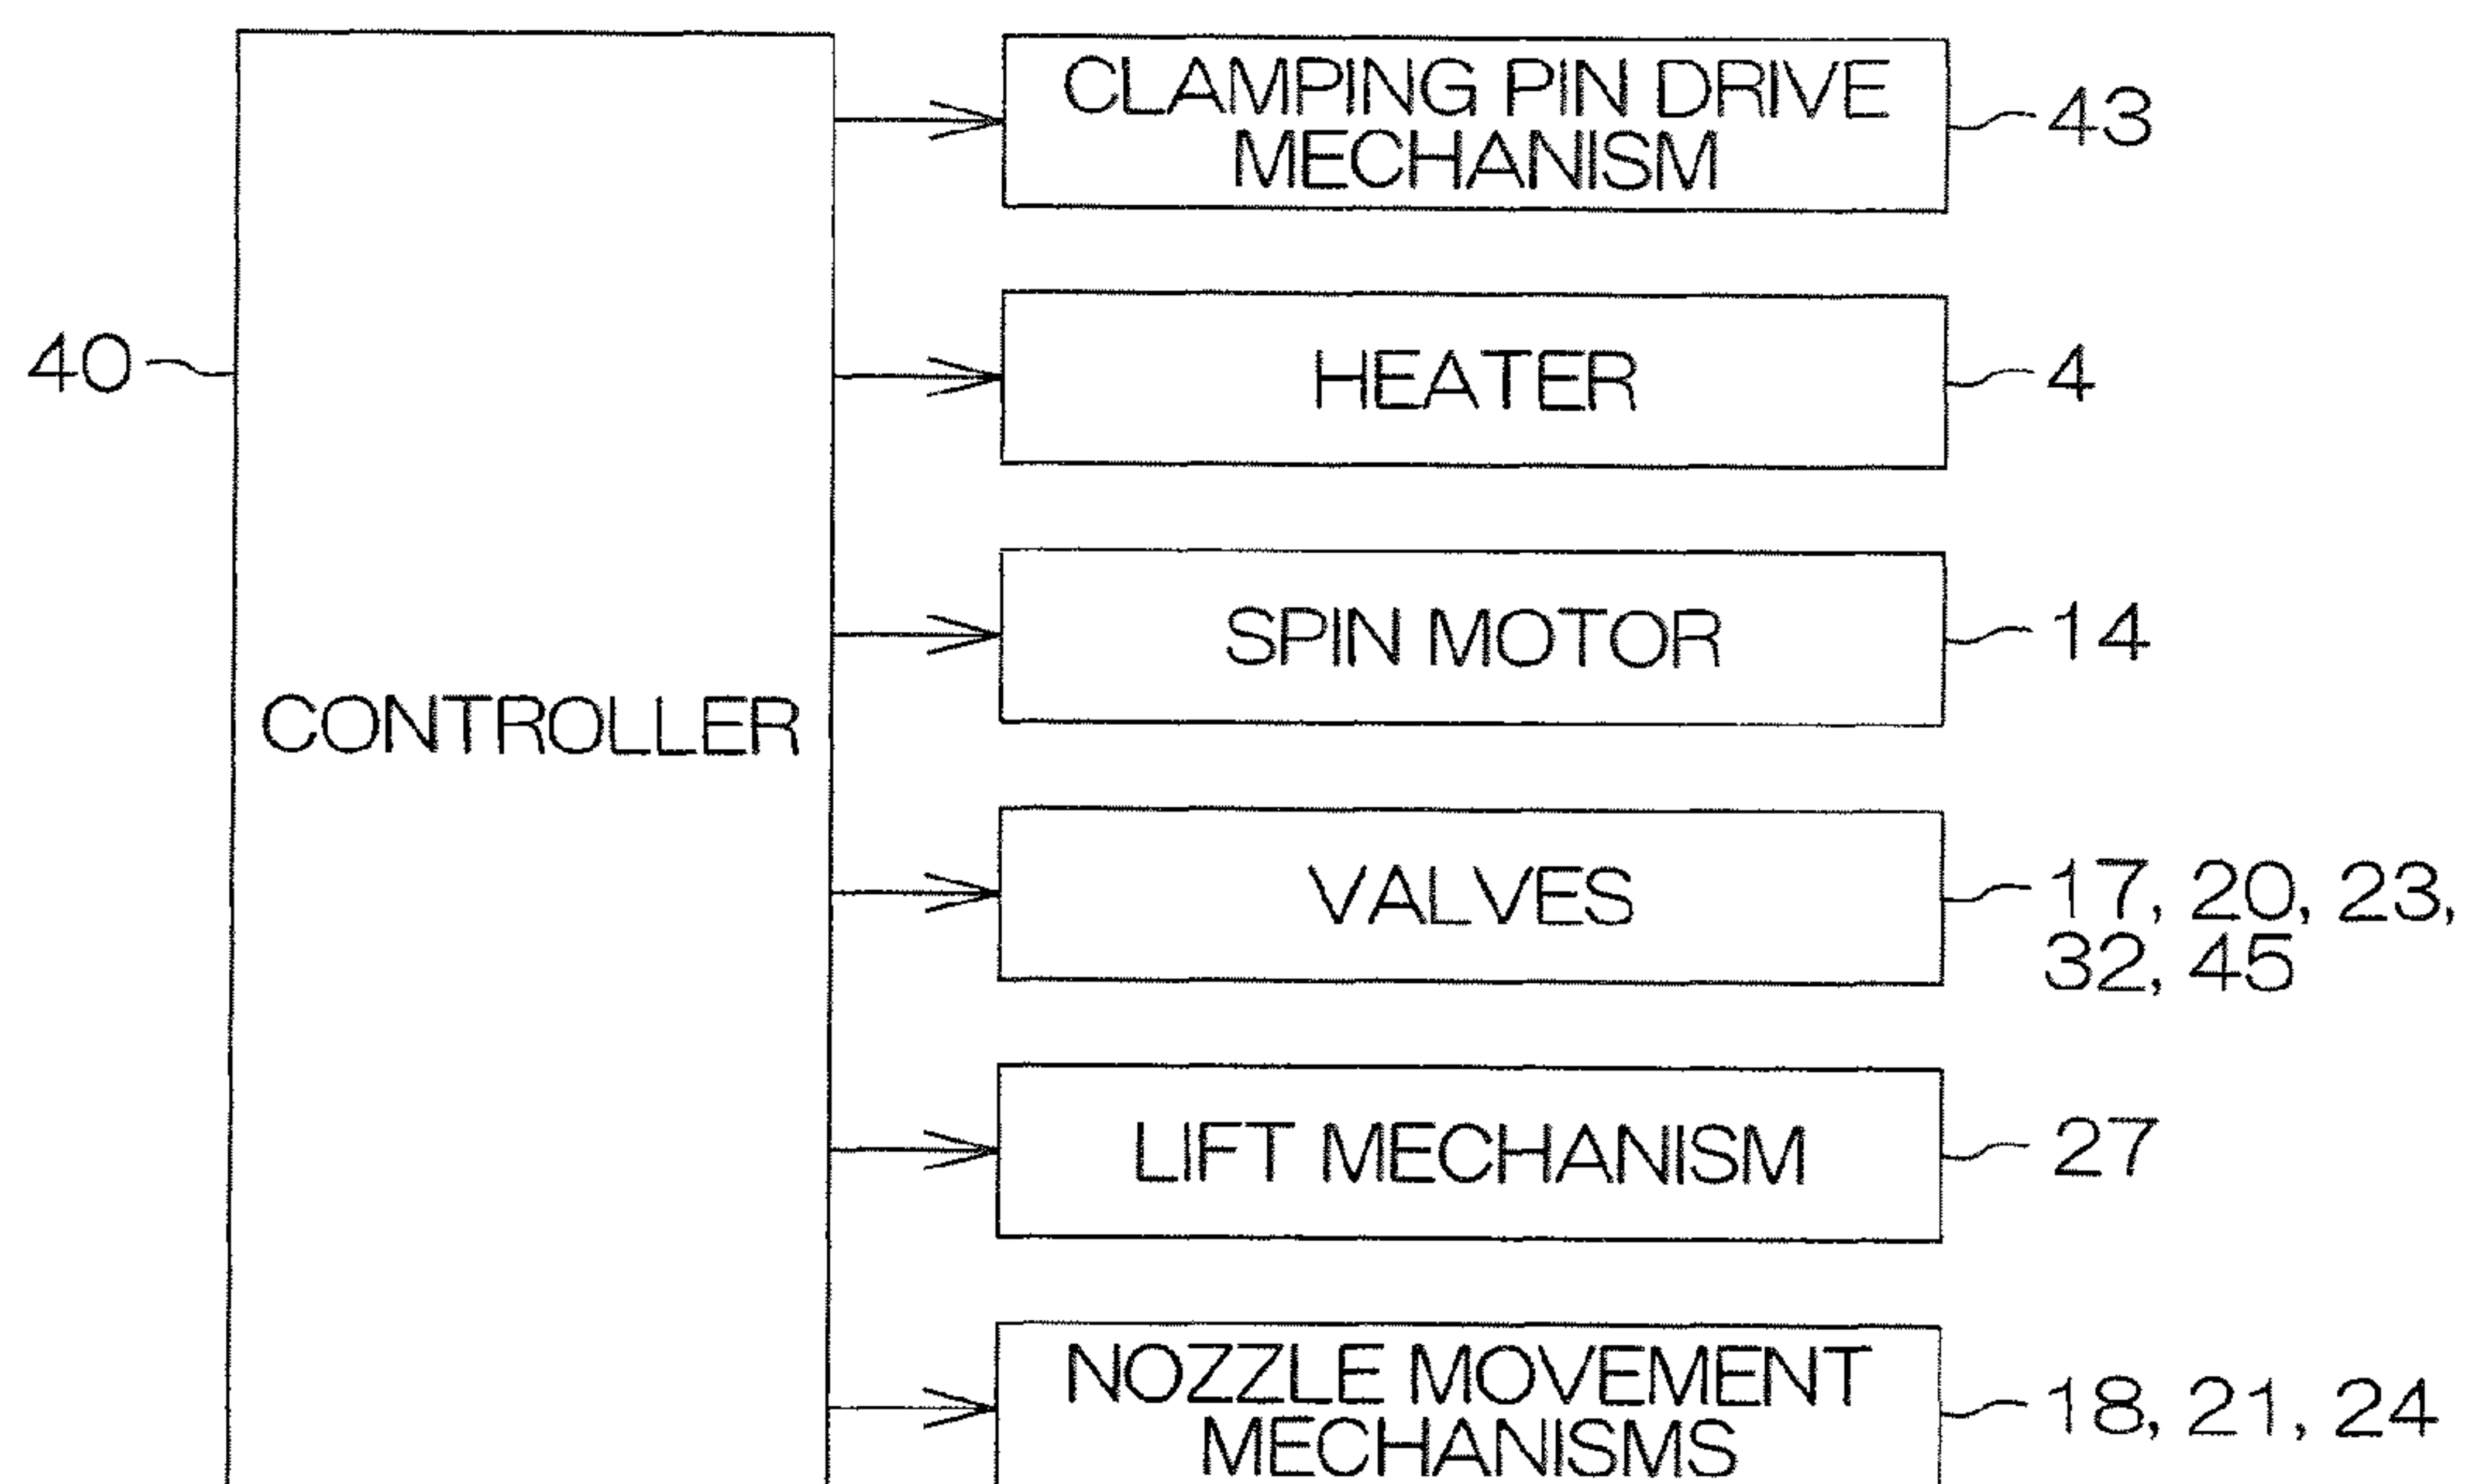 CLAMPING PIN DRIVE
MECHANISM
43
40
HEATER
4
SPIN MOTOR
14
CONTROLLER
VALVES
17, 20, 23,
32, 45
LIFT MECHANISM
27
NOZZLE MOVEMENT
MECHANISMS
18, 21, 24